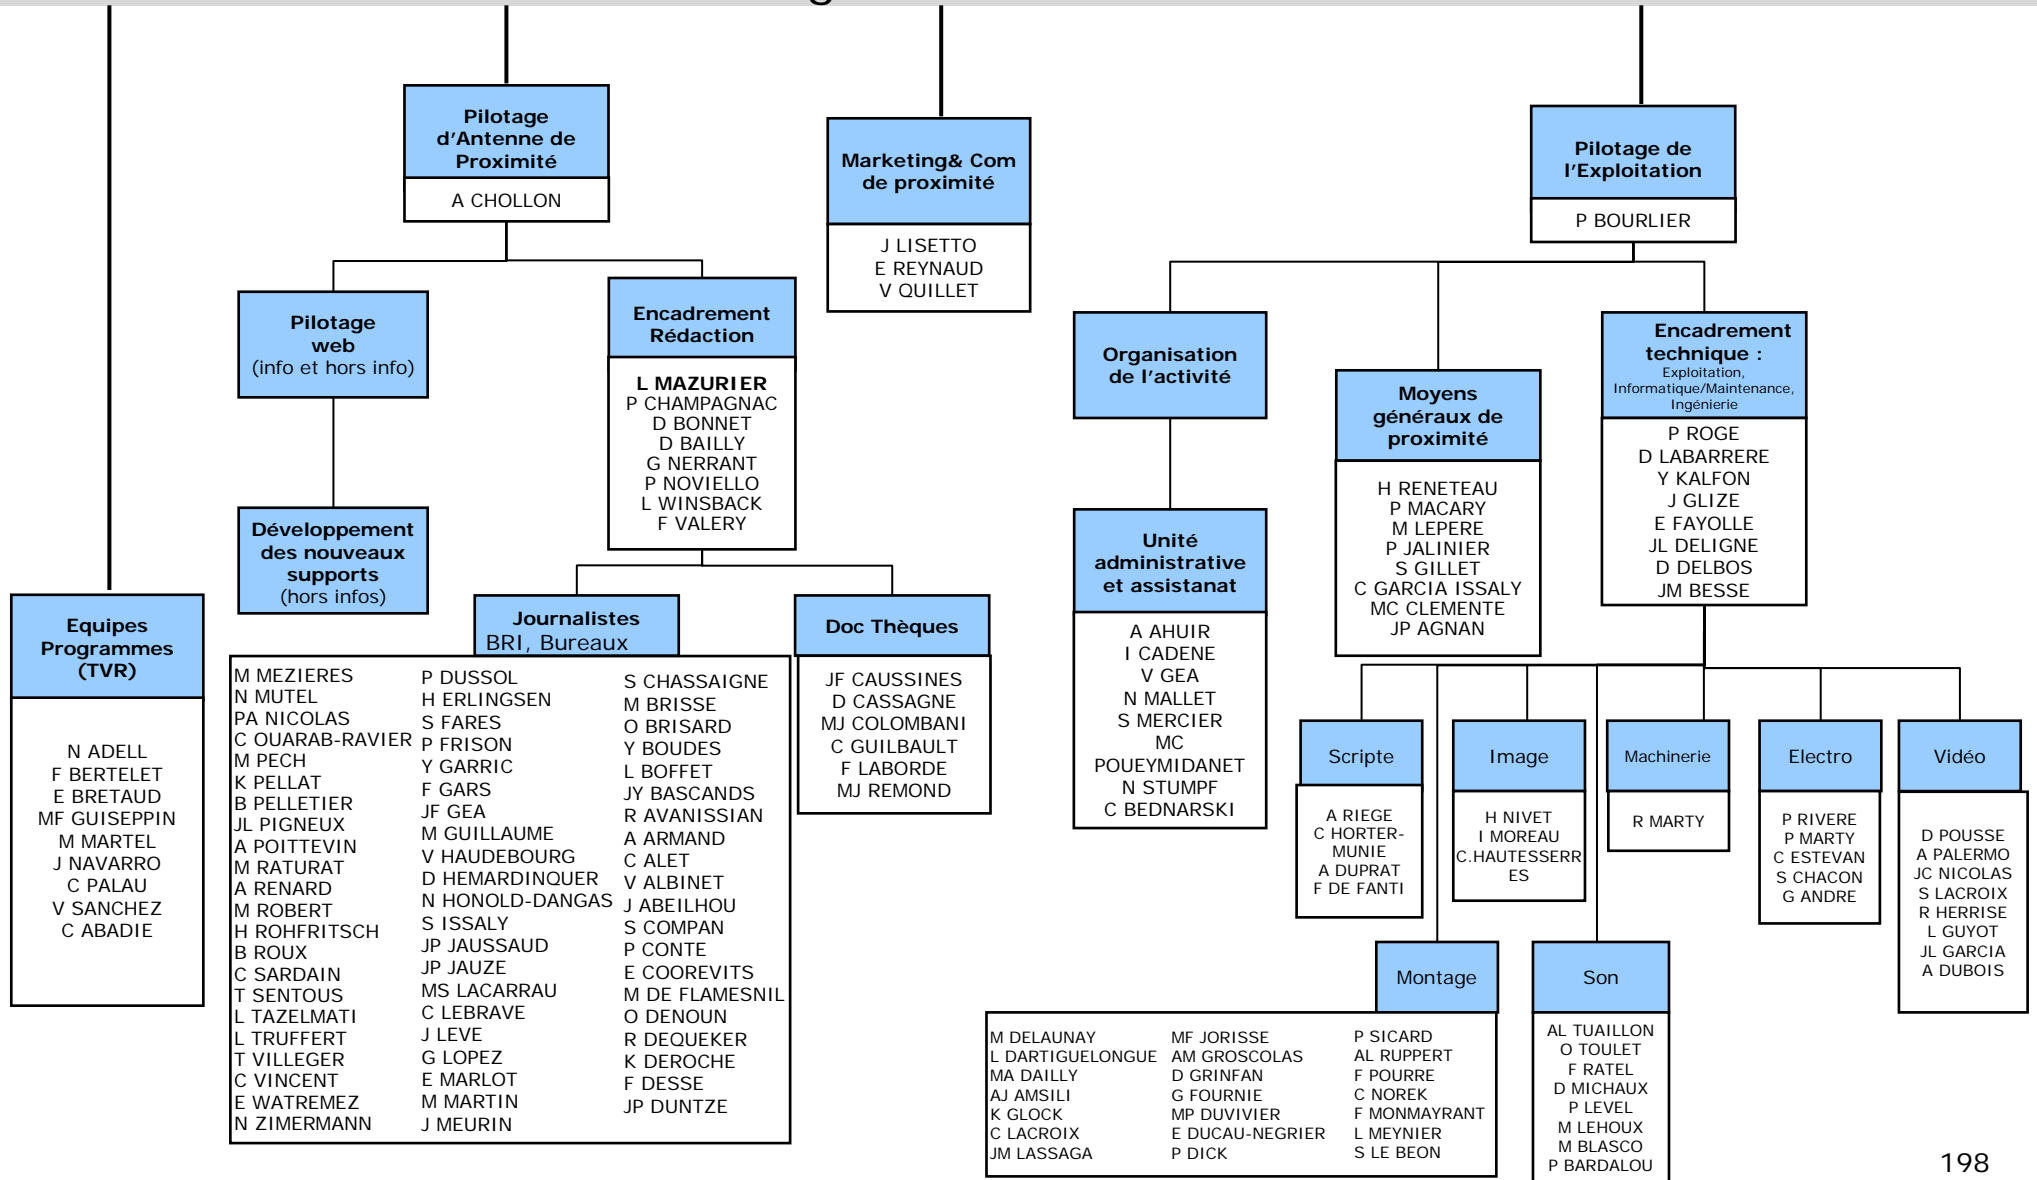 g
Pilotage
d'Antenne de
Proximité
A CHOLLON
Marketing& Com
de proximité
J LISETTO
E REYNAUD
V QUILLET
Pilotage de
l'Exploitation
P BOURLIER
Pilotage
web
(info et hors info)
Encadrement
Rédaction
L MAZURIER
P CHAMPAGNAC
D BONNET
D BAILLY
G NERRANT
P NOVIELLO
L WINSBACK
F VALERY
Organisation
de l'activité
Moyens
généraux de
proximité
H RENETEAU
P MACARY
M LEPERE
P JALINIER
S GILLET
C GARCIA ISSALY
MC CLEMENTE
JP AGNAN
Encadrement
technique :
Exploitation,
Informatique/Maintenance,
Ingénierie
P ROGE
D LABARRERE
Y KALFON
J GLIZE
E FAYOLLE
JL DELIGNE
D DELBOS
JM BESSE
Développement
des nouveaux
supports
(hors infos)
Unité
administrative
et assistanat
A AHUIR
I CADENE
V GEA
N MALLET
S MERCIER
MC
POUEYMIDANET
N STUMPF
C BEDNARSKI
Equipes
Programmes
(TVR)
N ADELL
F BERTELET
E BRETAUD
MF GUISEPPIN
M MARTEL
J NAVARRO
C PALAU
V SANCHEZ
C ABADIE
Journalistes
BRI, Bureaux
M MEZIERES
N MUTEL
PA NICOLAS
C OUARAB-RAVIER
M PECH
K PELLAT
B PELLETIER
JL PIGNEUX
A POITTEVIN
M RATURAT
A RENARD
M ROBERT
H ROHFRITSCH
B ROUX
C SARDAIN
T SENTOUS
L TAZELMATI
L TRUFFERT
T VILLEGER
C VINCENT
E WATREMEZ
N ZIMERMANN
P DUSSOL
H ERLINGSEN
S FARES
P FRISON
Y GARRIC
F GARS
JF GEA
M GUILLAUME
V HAUDEBOURG
D HEMARDINQUER
N HONOLD-DANGAS
S ISSALY
JP JAUSSAUD
JP JAUZE
MS LACARRAU
C LEBRAVE
J LEVE
G LOPEZ
E MARLOT
M MARTIN
J MEURIN
S CHASSAIGNE
M BRISSE
O BRISARD
Y BOUDES
L BOFFET
JY BASCANDS
R AVANISSIAN
A ARMAND
C ALET
V ALBINET
J ABEILHOU
S COMPAN
P CONTE
E COOREVITS
M DE FLAMESNIL
O DENOUN
R DEQUEKER
K DEROCHE
F DESSE
JP DUNTZE
Doc Thèques
JF CAUSSINES
D CASSAGNE
MJ COLOMBANI
C GUILBAULT
F LABORDE
MJ REMOND
Scripte
A RIEGE
C HORTER-
MUNIE
A DUPRAT
F DE FANTI
Image
H NIVET
I MOREAU
C.HAUTESSERR
ES
Machinerie
R MARTY
Electro
P RIVERE
P MARTY
C ESTEVAN
S CHACON
G ANDRE
Vidéo
D POUSSE
A PALERMO
JC NICOLAS
S LACROIX
R HERRISE
L GUYOT
JL GARCIA
A DUBOIS
Montage
M DELAUNAY
L DARTIGUELONGUE
MA DAILLY
AJ AMSILI
K GLOCK
C LACROIX
JM LASSAGA
MF JORISSE
AM GROSCOLAS
D GRINFAN
G FOURNIE
MP DUVIVIER
E DUCAU-NEGRIER
P DICK
P SICARD
AL RUPPERT
F POURRE
C NOREK
F MONMAYRANT
L MEYNIER
S LE BEON
Son
AL TUAILLON
O TOULET
F RATEL
D MICHAUX
P LEVEL
M LEHOUX
M BLASCO
P BARDALOU
198